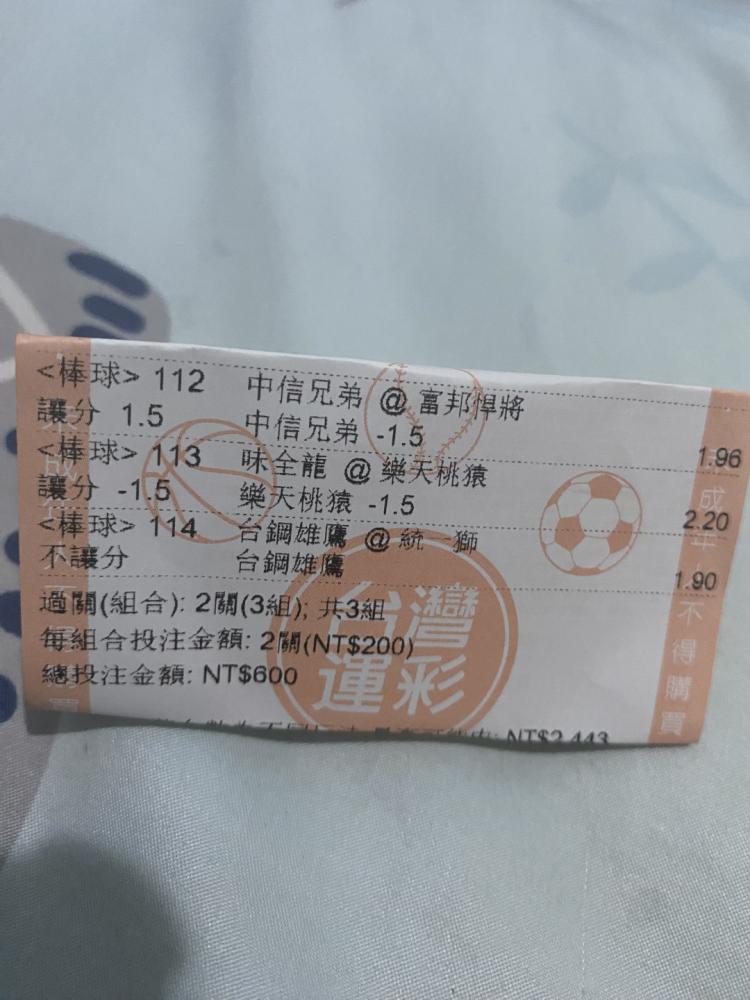 <棒球> 112 中信兄弟 @ 富邦悍將
讓分 1.5 中信兄弟 -1.5 1.96
<棒球> 113 味全龍 @ 樂天桃猿
讓分 -1.5 樂天桃猿 -1.5 2.20
<棒球> 114 台鋼雄鷹 @ 統一獅
不讓分 台鋼雄鷹 1.90
過關(組合): 2關(3組); 共3組
每組合投注金額: 2關(NT$200)
總投注金額: NT$600
NT$2,443
台灣
運彩
成年
不得購買